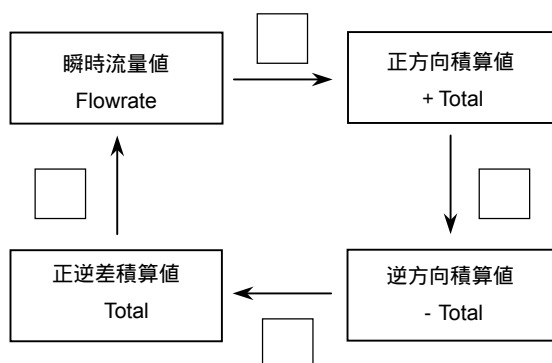 瞬時流量値
Flowrate
正方向積算値
+ Total
正逆差積算値
Total
逆方向積算値
- Total